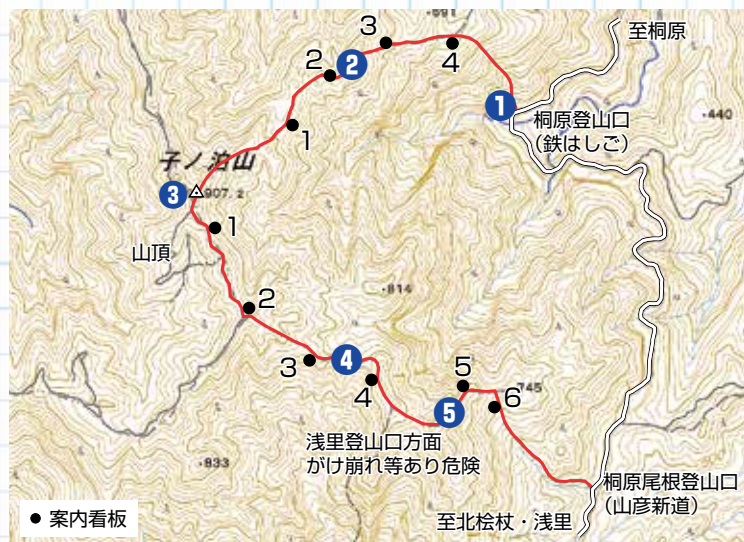 ・691
至桐原
3
2
2
4
1
・440
桐原登山口
（鉄はしご）
1
子ノ泊山
3
907.2
1
山頂
・814
2
3
4
4
5
・745
6
5
浅里登山口方面
がけ崩れ等あり危険
・833
桐原尾根登山口
（山彦新道）
● 案内看板
至北桧杖・浅里